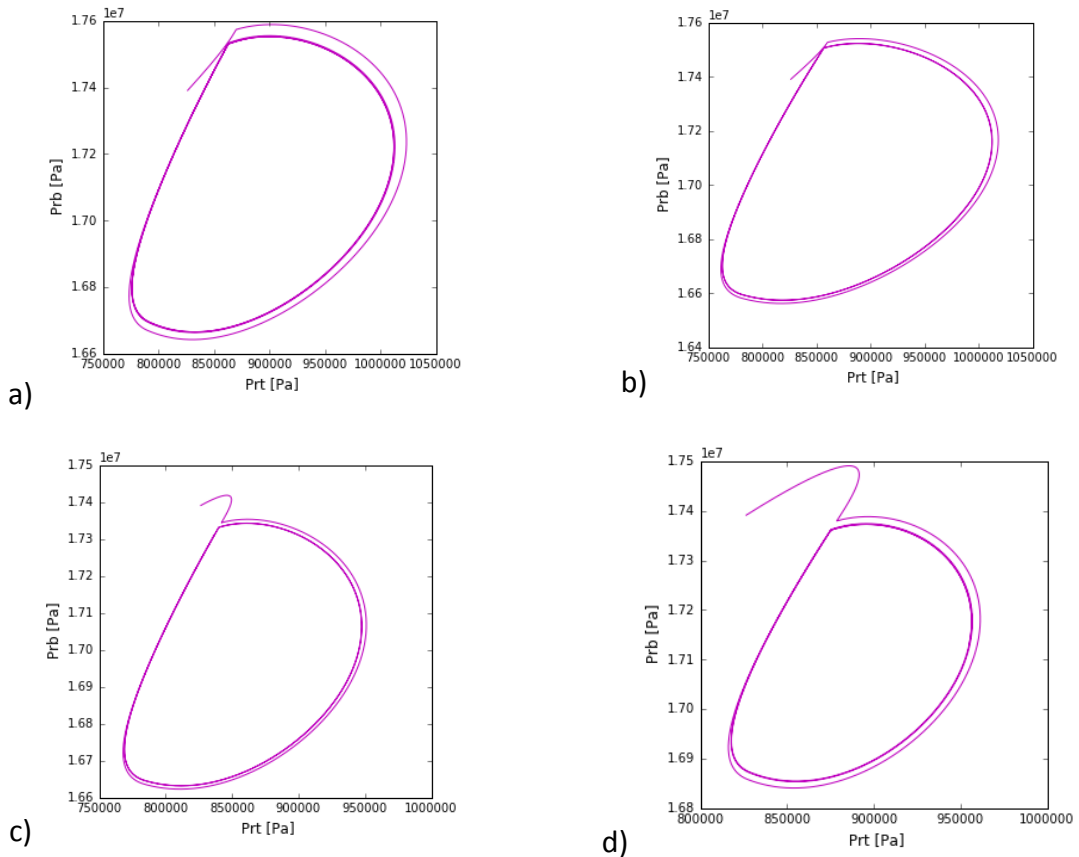 1e7
1.76
1.74
1.72
1.70
1.68
1.66
Prb [Pa]
750000 800000 850000 900000 950000 1000000 1050000
Prt [Pa]
a)
1e7
1.76
1.74
1.72
1.70
1.68
1.66
1.64
Prb [Pa]
750000 800000 850000 900000 950000 1000000 1050000
Prt [Pa]
b)
1e7
1.75
1.74
1.73
1.72
1.71
1.70
1.69
1.68
1.67
1.66
Prb [Pa]
750000 800000 850000 900000 950000 1000000
Prt [Pa]
c)
1e7
1.75
1.74
1.73
1.72
1.71
1.70
1.69
1.68
Prb [Pa]
800000 850000 900000 950000 1000000
Prt [Pa]
d)